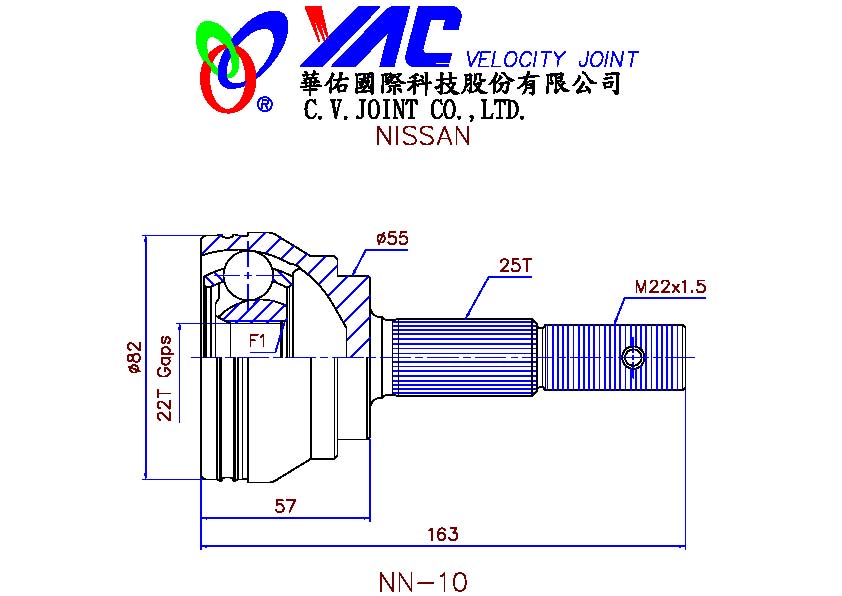 YAC VELOCITY JOINT
華佑國際科技股份有限公司
®
C.V.JOINT CO.,LTD.
NISSAN
ø55
25T
M22x1.5
F1
ø82
22T Gaps
57
163
NN-10